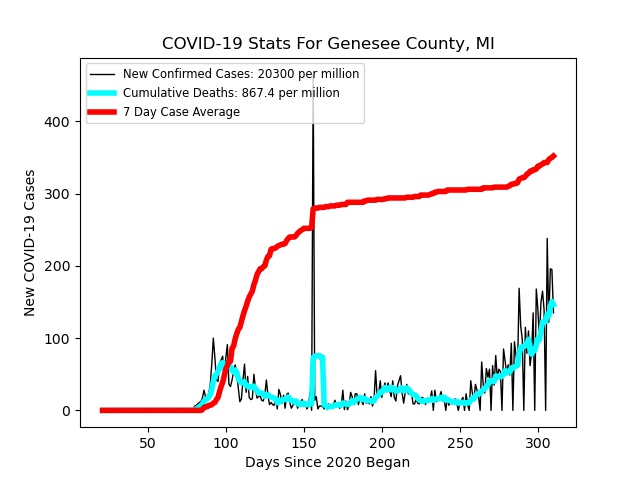 COVID-19 Stats For Genesee County, MI
New Confirmed Cases: 20300 per million
Cumulative Deaths: 867.4 per million
7 Day Case Average
New COVID-19 Cases
400
300
200
100
0
50 100 150 200 250 300
Days Since 2020 Began